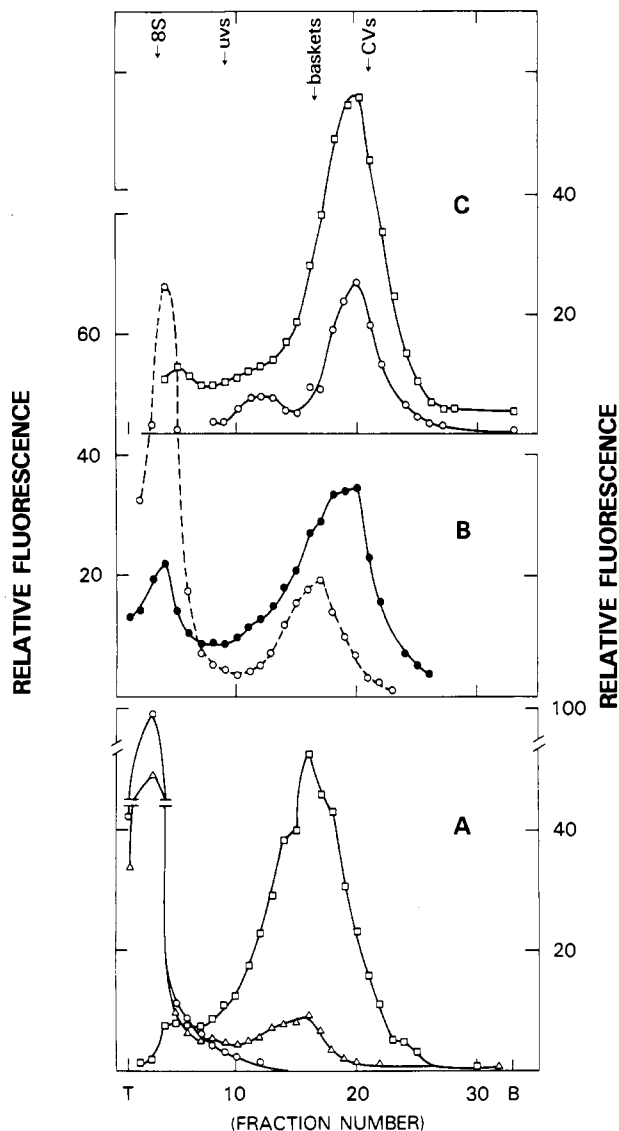 ←8S
←uvs
←baskets
←CVs
C
40
20
60
40
B
20
RELATIVE FLUORESCENCE
RELATIVE FLUORESCENCE
100
A
40
20
T 10 20 30 B
(FRACTION NUMBER)